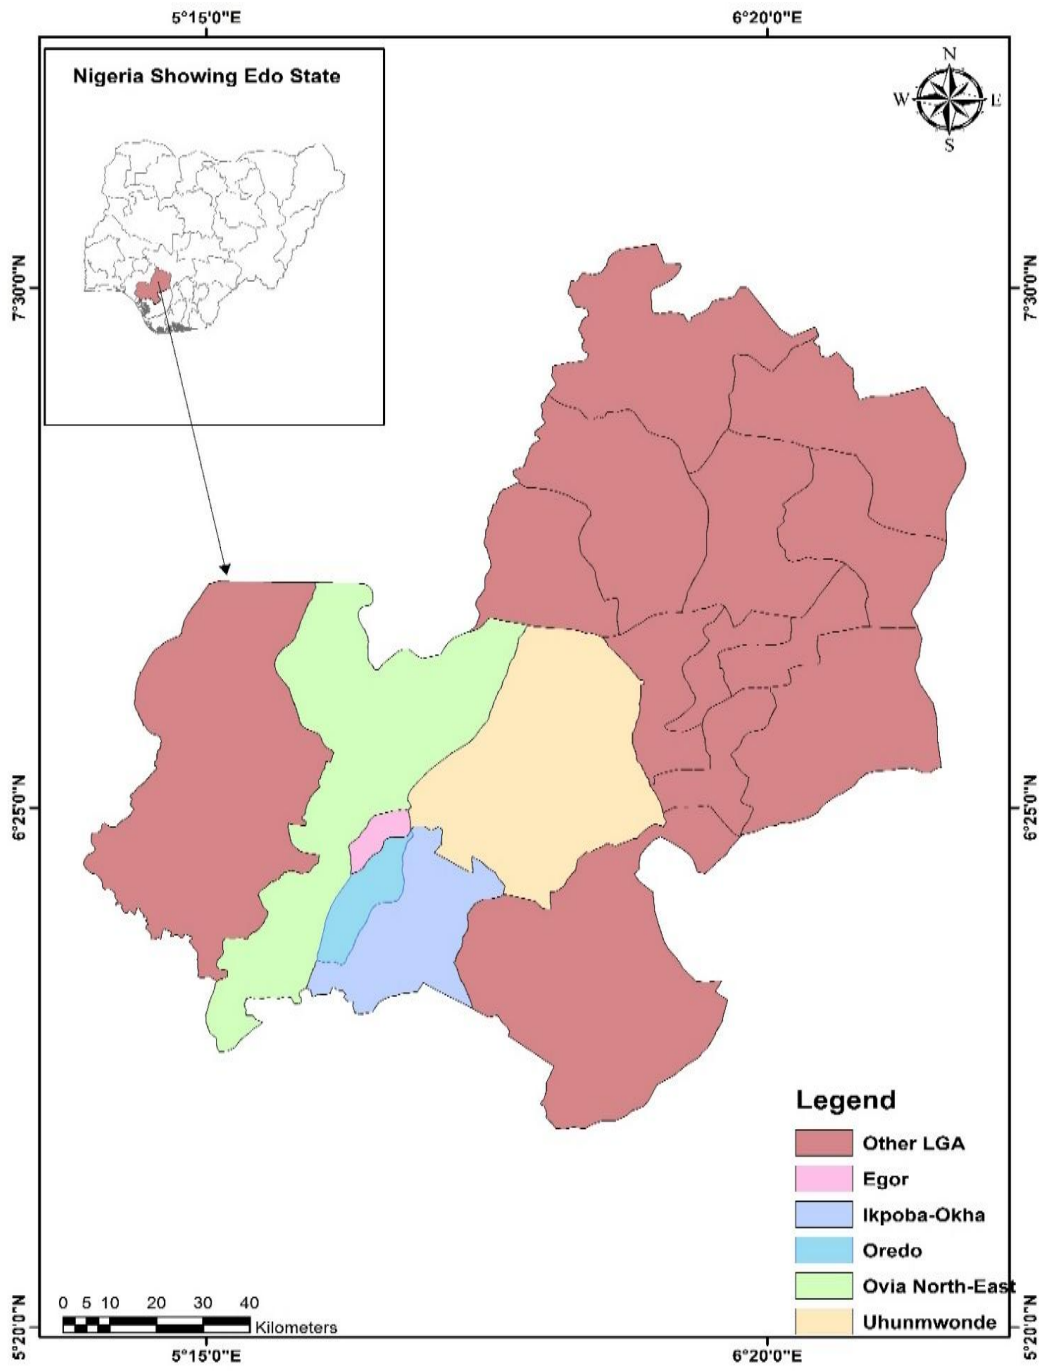 5°15'0"E 6°20'0"E
Nigeria Showing Edo State
N
W E
S
7°30'0"N 7°30'0"N
6°25'0"N 6°25'0"N
Legend
Other LGA
Egor
Ikpoba-Okha
Oredo
Ovia North-East
Uhunmwonde
0 5 10 20 30 40
Kilometers
5°20'0"N 5°20'0"N
5°15'0"E 6°20'0"E